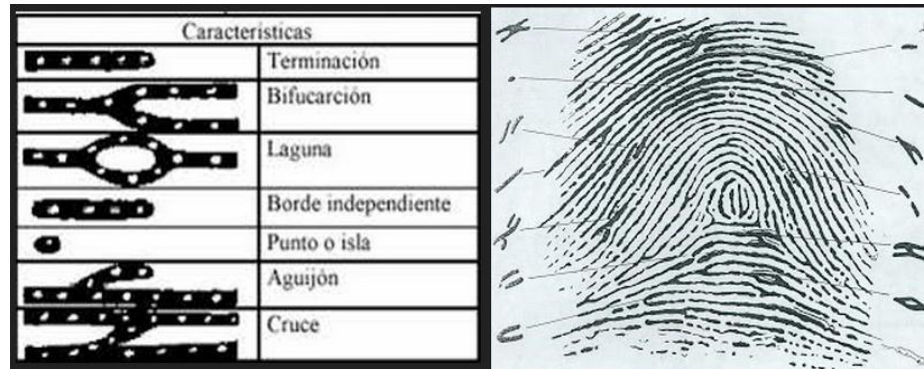 Características
Terminación
Bifucarción
Laguna
Borde independiente
Punto o isla
Aguijón
Cruce